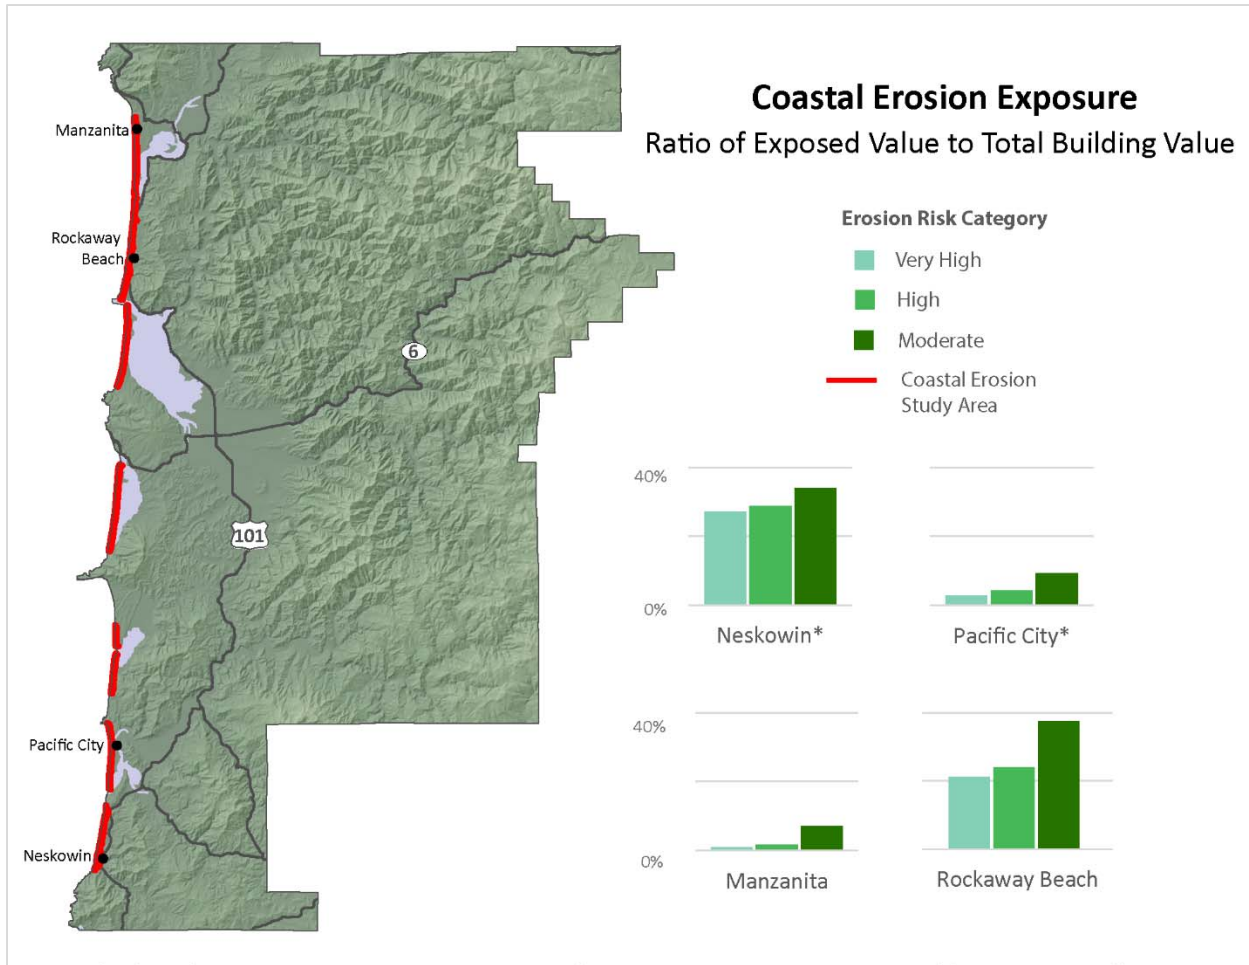 Coastal Erosion Exposure
Ratio of Exposed Value to Total Building Value
Manzanita
Rockaway
Beach
6
101
Pacific City
Neskowin
Erosion Risk Category
Very High
High
Moderate
Coastal Erosion
Study Area
40%
0%
Neskowin*
Pacific City*
40%
0%
Manzanita
Rockaway Beach